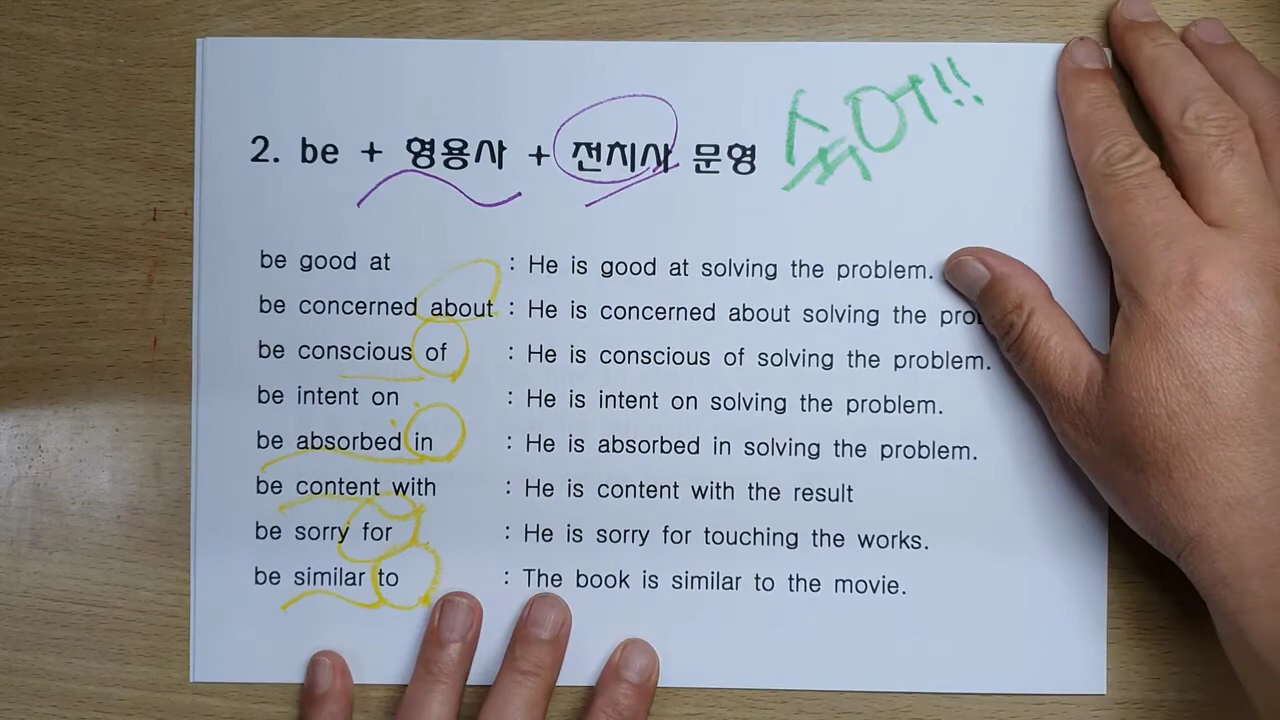 2. be + 형용사 + 전치사 문영 숙어!!
be good at : He is good at solving the problem.
be concerned about : He is concerned about solving the
be conscious of : He is conscious of solving the problem.
be intent on : He is intent on solving the problem.
be absorbed in : He is absorbed in solving the problem.
be content with : He is content with the result
be sorry for : He is sorry for touching the works.
be similar to : The book is similar to the movie.